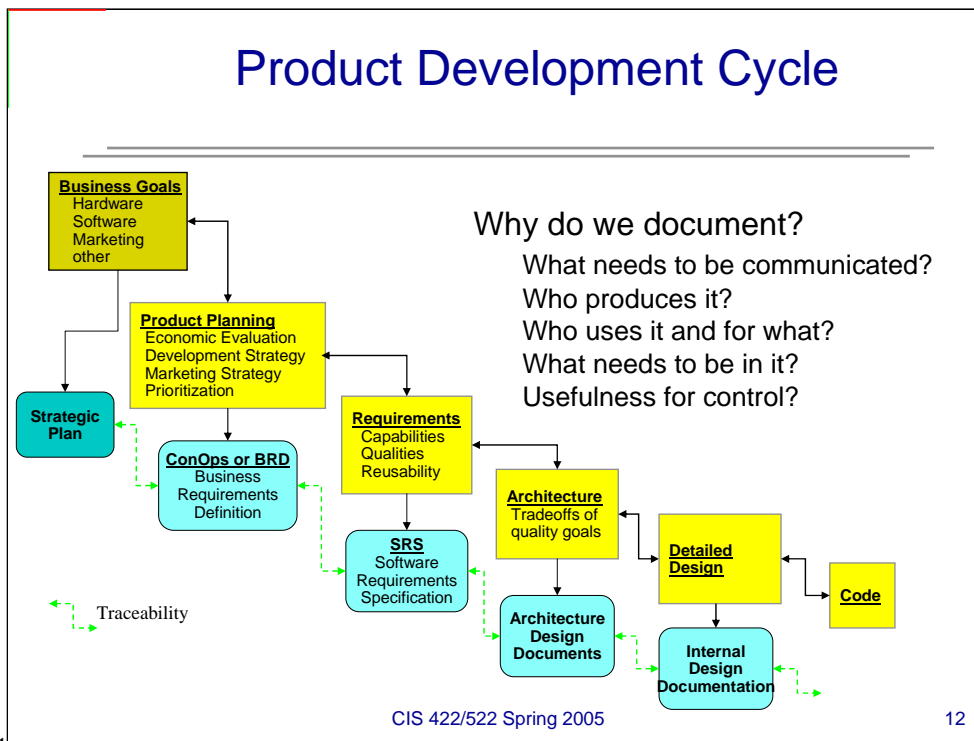 Product Development Cycle
Business Goals
Hardware
Software
Marketing
other
Why do we document?
What needs to be communicated?
Who produces it?
Who uses it and for what?
What needs to be in it?
Usefulness for control?
Product Planning
Economic Evaluation
Development Strategy
Marketing Strategy
Prioritization
Strategic
Plan
ConOps or BRD
Business
Requirements
Definition
Requirements
Capabilities
Qualities
Reusability
SRS
Software
Requirements
Specification
Architecture
Tradeoffs of
quality goals
Architecture
Design
Documents
Detailed
Design
Internal
Design
Documentation
Code
Traceability
CIS 422/522 Spring 2005
12